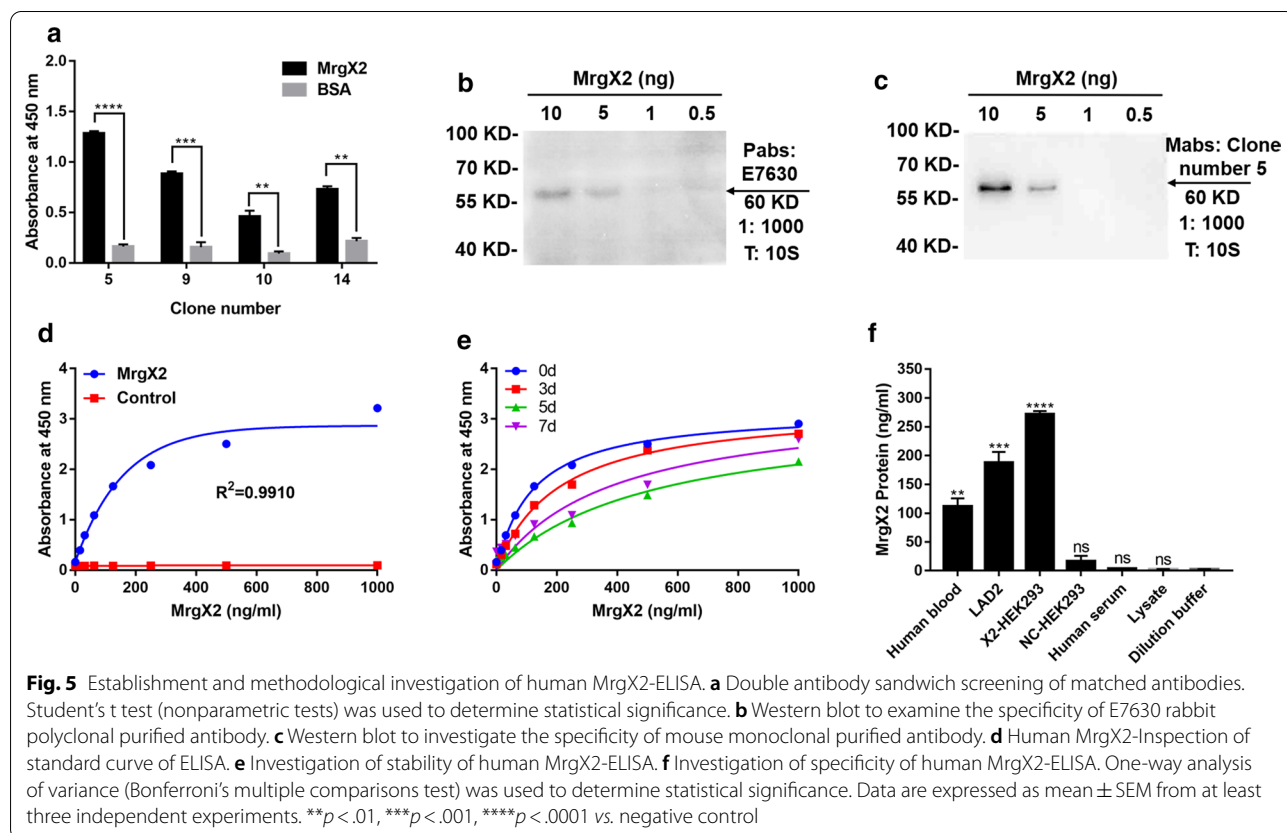 a
2.0
1.5
1.0
0.5
0.0
Absorbance at 450 nm
MrgX2
BSA
****
***
**
**
5 9 10 14
Clone number
b
MrgX2 (ng)
10 5 1 0.5
100 KD-
70 KD-
55 KD-
40 KD-
Pabs:
E7630
60 KD
1: 1000
T: 10S
c
MrgX2 (ng)
10 5 1 0.5
100 KD-
70 KD-
55 KD-
40 KD-
Mabs: Clone
number 5
60 KD
1: 1000
T: 10S
d
4
3
2
1
0
Absorbance at 450 nm
MrgX2
Control
R²=0.9910
0 200 400 600 800 1000
MrgX2 (ng/ml)
e
4
3
2
1
0
Absorbance at 450 nm
0d
3d
5d
7d
0 200 400 600 800 1000
MrgX2 (ng/ml)
f
350
300
250
200
150
100
50
0
MrgX2 Protein (ng/ml)
**
***
****
ns
ns
ns
Human blood
LAD2
X2-HEK293
NC-HEK293
Human serum
Lysate
Dilution buffer
Fig. 5 Establishment and methodological investigation of human MrgX2-ELISA. a Double antibody sandwich screening of matched antibodies.
Student's t test (nonparametric tests) was used to determine statistical significance. b Western blot to examine the specificity of E7630 rabbit
polyclonal purified antibody. c Western blot to investigate the specificity of mouse monoclonal purified antibody. d Human MrgX2-Inspection of
standard curve of ELISA. e Investigation of stability of human MrgX2-ELISA. f Investigation of specificity of human MrgX2-ELISA. One-way analysis
of variance (Bonferroni's multiple comparisons test) was used to determine statistical significance. Data are expressed as mean ± SEM from at least
three independent experiments. **p < .01, ***p < .001, ****p < .0001 vs. negative control